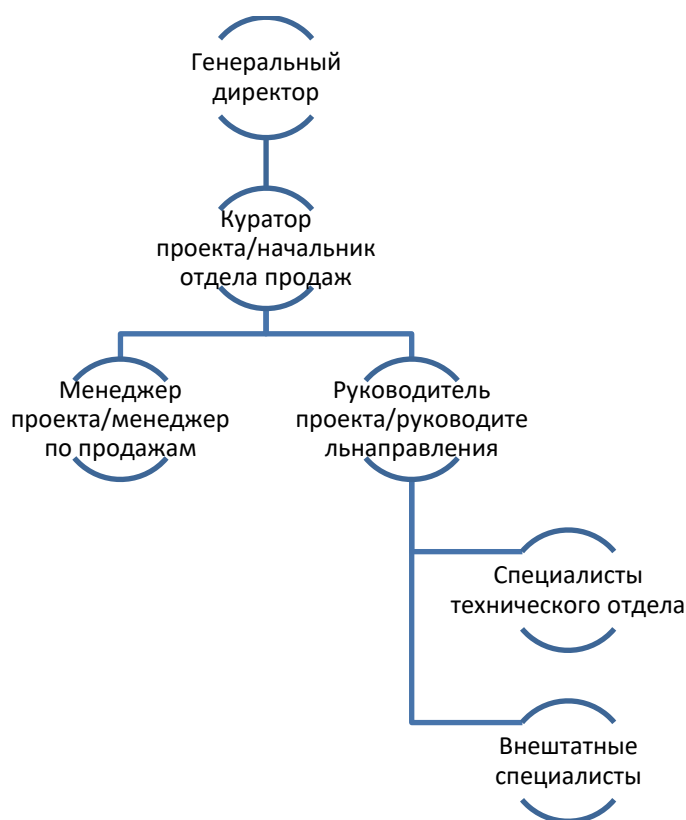 Генеральный
директор
Куратор
проекта/начальник
отдела продаж
Менеджер
проекта/менеджер
по продажам
Руководитель
проекта/руководите
льнаправления
Специалисты
технического отдела
Внештатные
специалисты